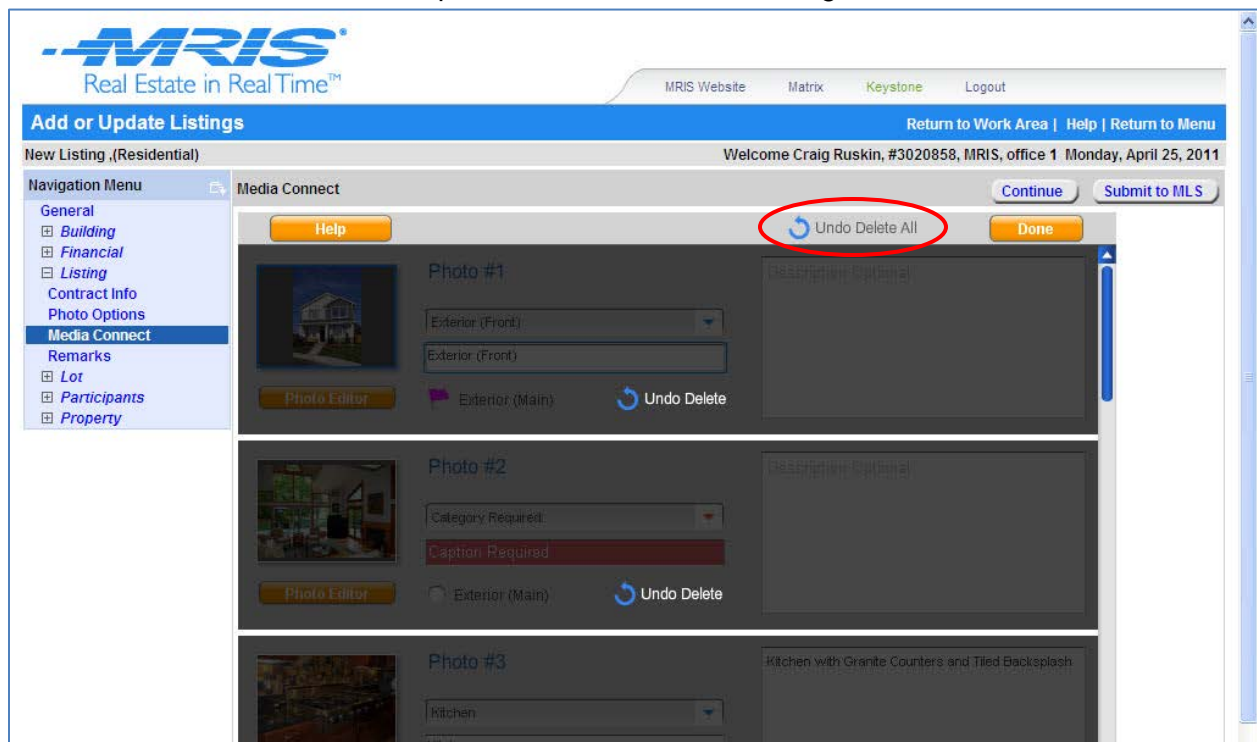 MRIS
Real Estate in Real Time™
MRIS Website Matrix Keystone Logout
Add or Update Listings
Return to Work Area | Help | Return to Menu
New Listing ,(Residential)
Welcome Craig Ruskin, #3020858, MRIS, office 1 Monday, April 25, 2011
Navigation Menu
General
Building
Financial
Listing
Contract Info
Photo Options
Media Connect
Remarks
Lot
Participants
Property
Media Connect
Continue
Submit to MLS
Help
Undo Delete All
Done
Photo #1
Exterior (Front)
Exterior (Front)
Photo Editor
Exterior (Main)
Undo Delete
Description Optional
Photo #2
Category Required
Caption Required
Photo Editor
Exterior (Main)
Undo Delete
Description Optional
Photo #3
Kitchen
Kitchen with Granite Counters and Tiled Backsplash